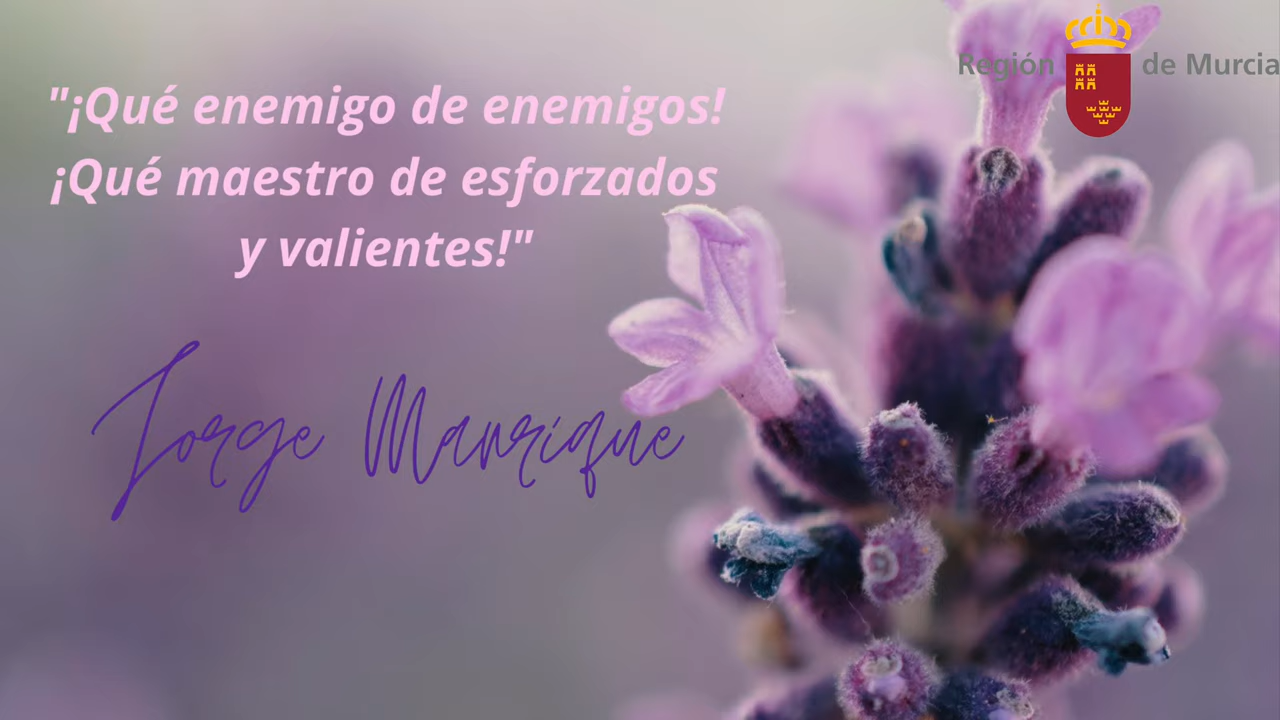 Región de Murcia
"¡Qué enemigo de enemigos!
¡Qué maestro de esforzados
y valientes!"
Jorge Manrique